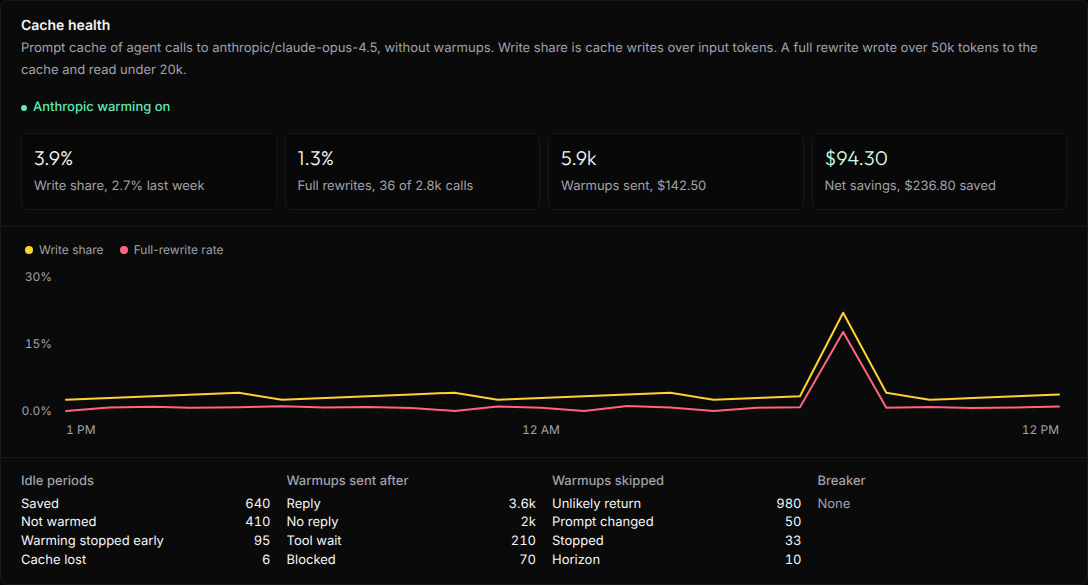 Cache health
Prompt cache of agent calls to anthropic/claude-opus-4.5, without warmups. Write share is cache writes over input tokens. A full rewrite wrote over 50k tokens to the
cache and read under 20k.
Anthropic warming on
3.9%
Write share, 2.7% last week
1.3%
Full rewrites, 36 of 2.8k calls
5.9k
Warmups sent, $142.50
$94.30
Net savings, $236.80 saved
Write share
Full-rewrite rate
30%
15%
0.0%
1 PM
12 AM
12 PM
Idle periods
Saved 640
Not warmed 410
Warming stopped early 95
Cache lost 6
Warmups sent after
Reply 3.6k
No reply 2k
Tool wait 210
Blocked 70
Warmups skipped
Unlikely return 980
Prompt changed 50
Stopped 33
Horizon 10
Breaker
None